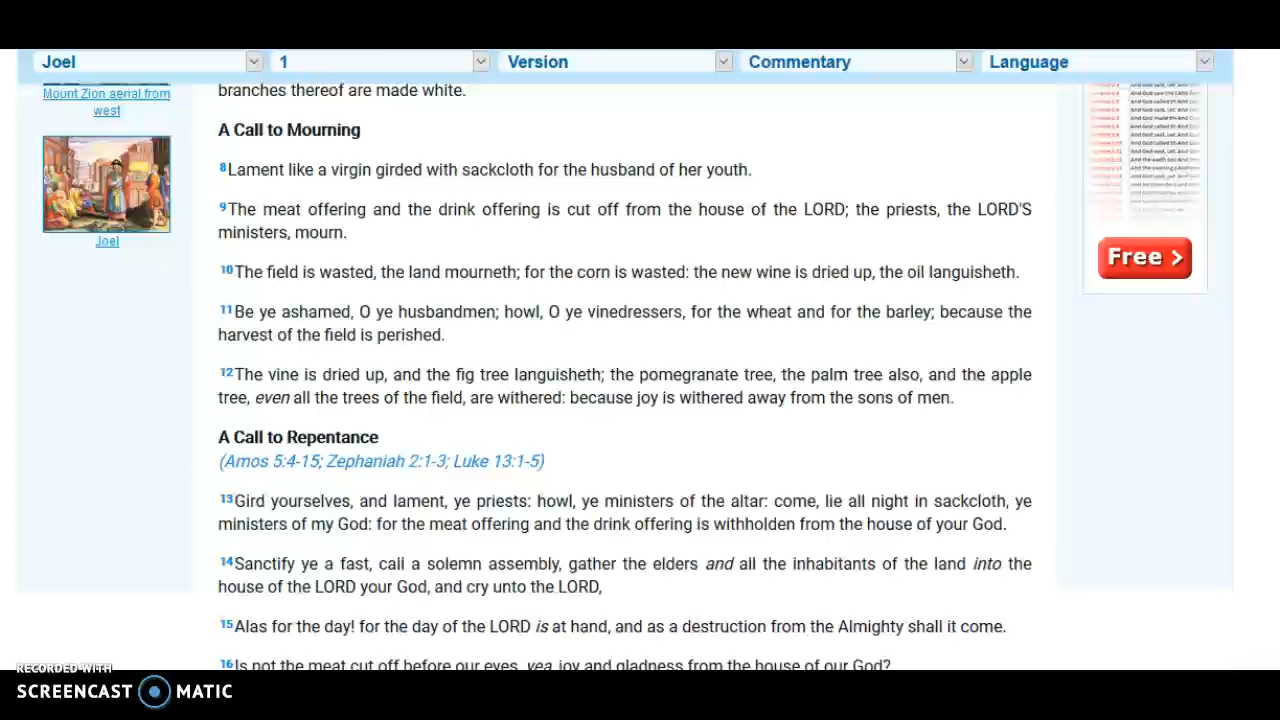 Joel 1 Version Commentary Language
Mount Zion aerial from
west
Joel
branches thereof are made white.
A Call to Mourning
8Lament like a virgin girded with sackcloth for the husband of her youth.
9The meat offering and the drink offering is cut off from the house of the LORD; the priests, the LORD'S
ministers, mourn.
10The field is wasted, the land mourneth; for the corn is wasted: the new wine is dried up, the oil languisheth.
11Be ye ashamed, O ye husbandmen; howl, O ye vinedressers, for the wheat and for the barley; because the
harvest of the field is perished.
12The vine is dried up, and the fig tree languisheth; the pomegranate tree, the palm tree also, and the apple
tree, even all the trees of the field, are withered: because joy is withered away from the sons of men.
A Call to Repentance
(Amos 5:4-15; Zephaniah 2:1-3; Luke 13:1-5)
13Gird yourselves, and lament, ye priests: howl, ye ministers of the altar: come, lie all night in sackcloth, ye
ministers of my God: for the meat offering and the drink offering is withholden from the house of your God.
14Sanctify ye a fast, call a solemn assembly, gather the elders and all the inhabitants of the land into the
house of the LORD your God, and cry unto the LORD,
15Alas for the day! for the day of the LORD is at hand, and as a destruction from the Almighty shall it come.
16Is not the meat cut off before our eyes, yea, joy and gladness from the house of our God?
Free >
RECORDED WITH
SCREENCAST MATIC